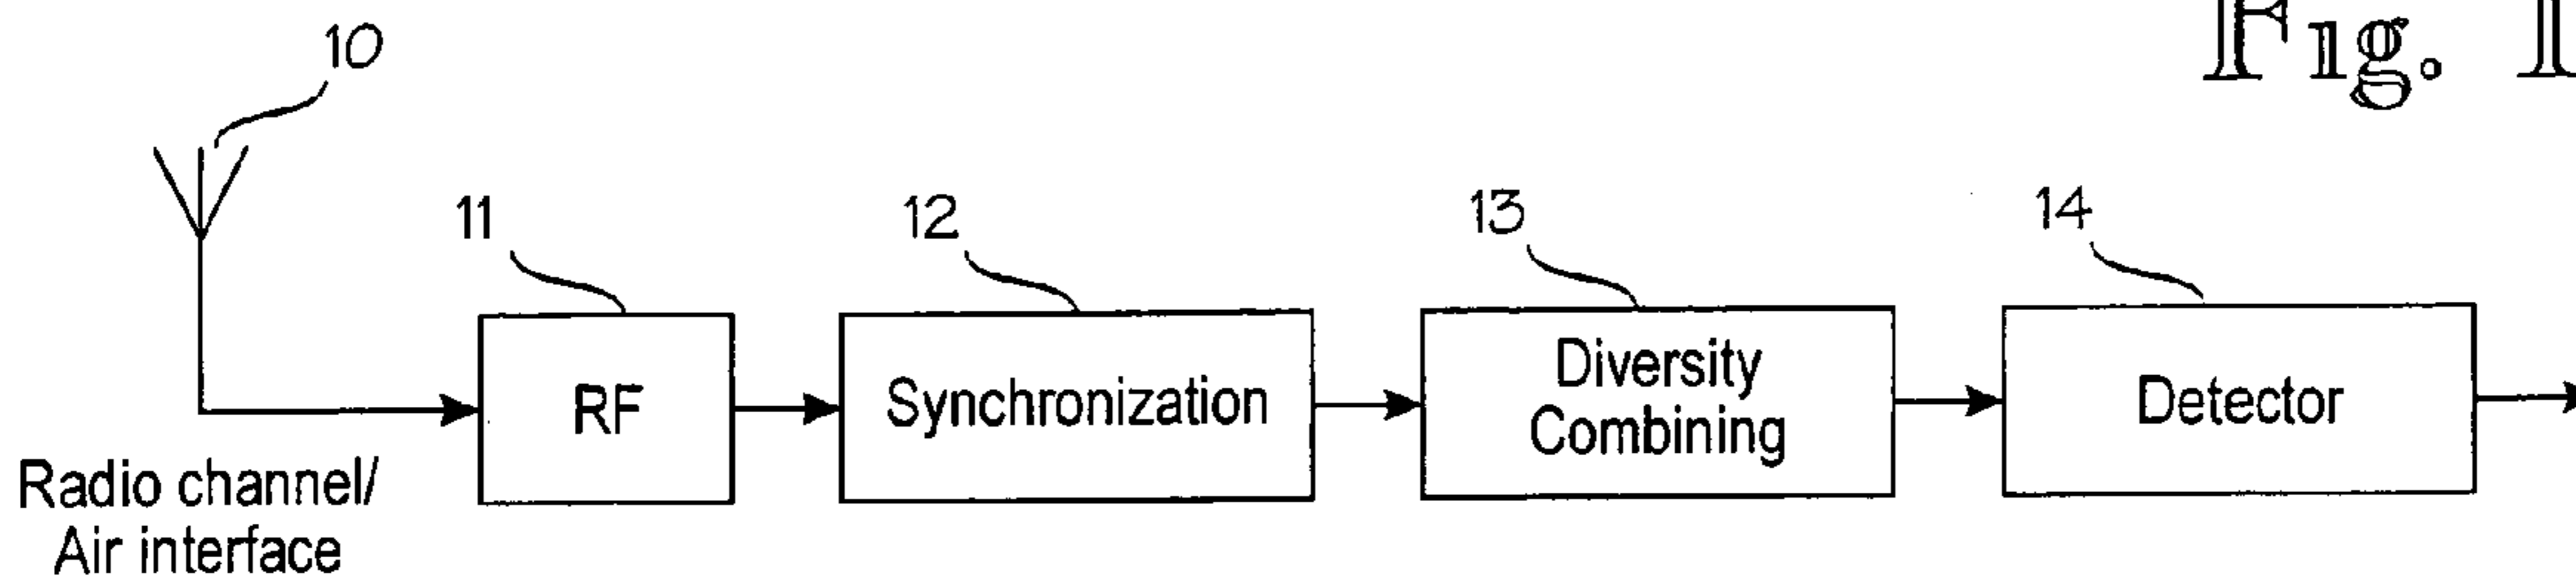 Fig. 1
10
11
12
13
14
RF
Synchronization
Diversity
Combining
Detector
Radio channel/
Air interface